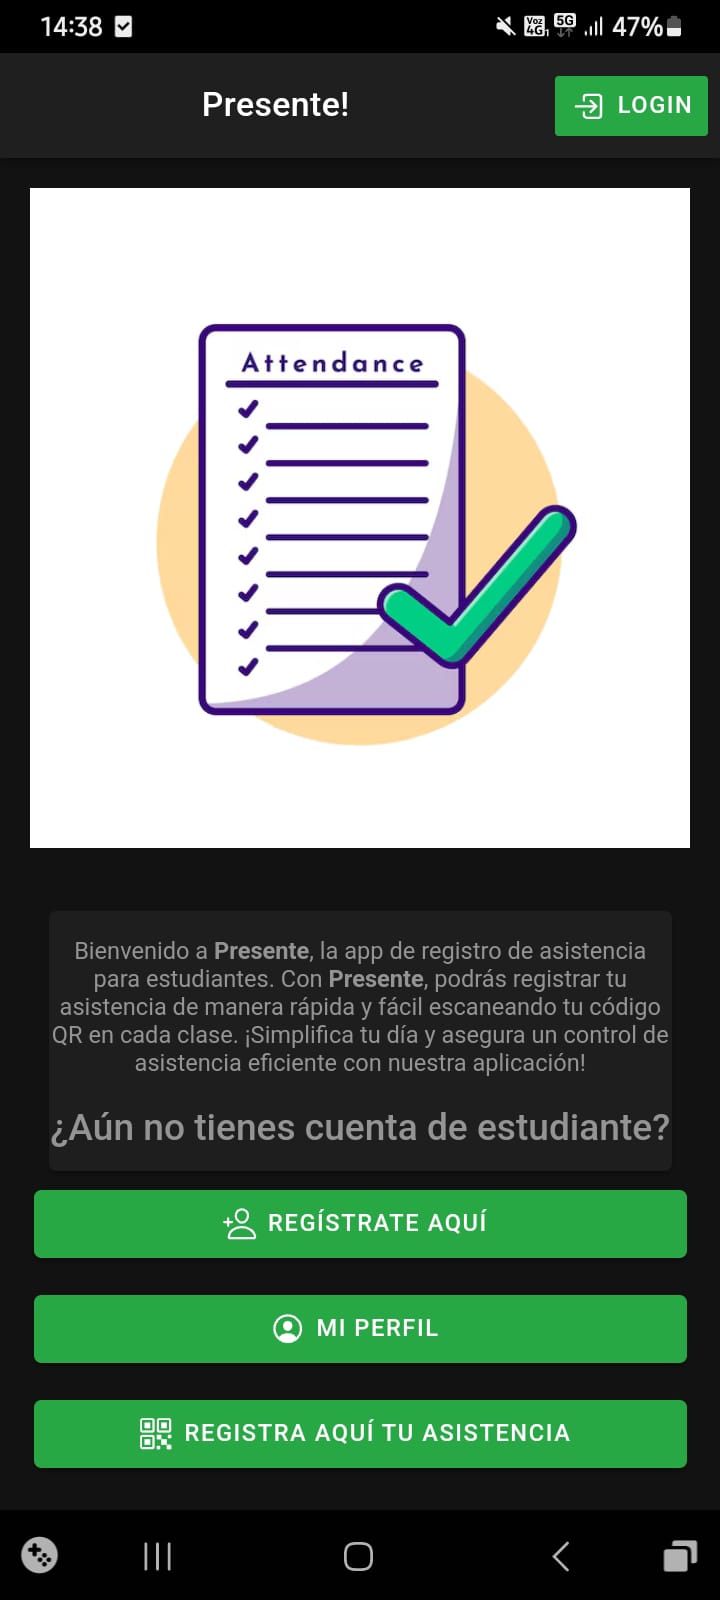 14:38
Voz 4G 5G 47%
Presente!
LOGIN
Attendance
Bienvenido a Presente, la app de registro de asistencia
para estudiantes. Con Presente, podrás registrar tu
asistencia de manera rápida y fácil escaneando tu código
QR en cada clase. ¡Simplifica tu día y asegura un control de
asistencia eficiente con nuestra aplicación!
¿Aún no tienes cuenta de estudiante?
REGÍSTRATE AQUÍ
MI PERFIL
REGISTRA AQUÍ TU ASISTENCIA